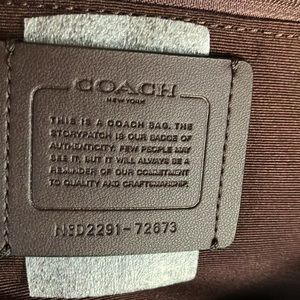 COACH
NEW YORK
THIS IS A COACH BAG. THE
STORYPATCH IS OUR BADGE OF
AUTHENTICITY. FEW PEOPLE MAY
SEE IT, BUT IT WILL ALWAYS BE A
REMINDER OF OUR COMMITMENT
TO QUALITY AND CRAFTSMANSHIP.
NºD2291-72673